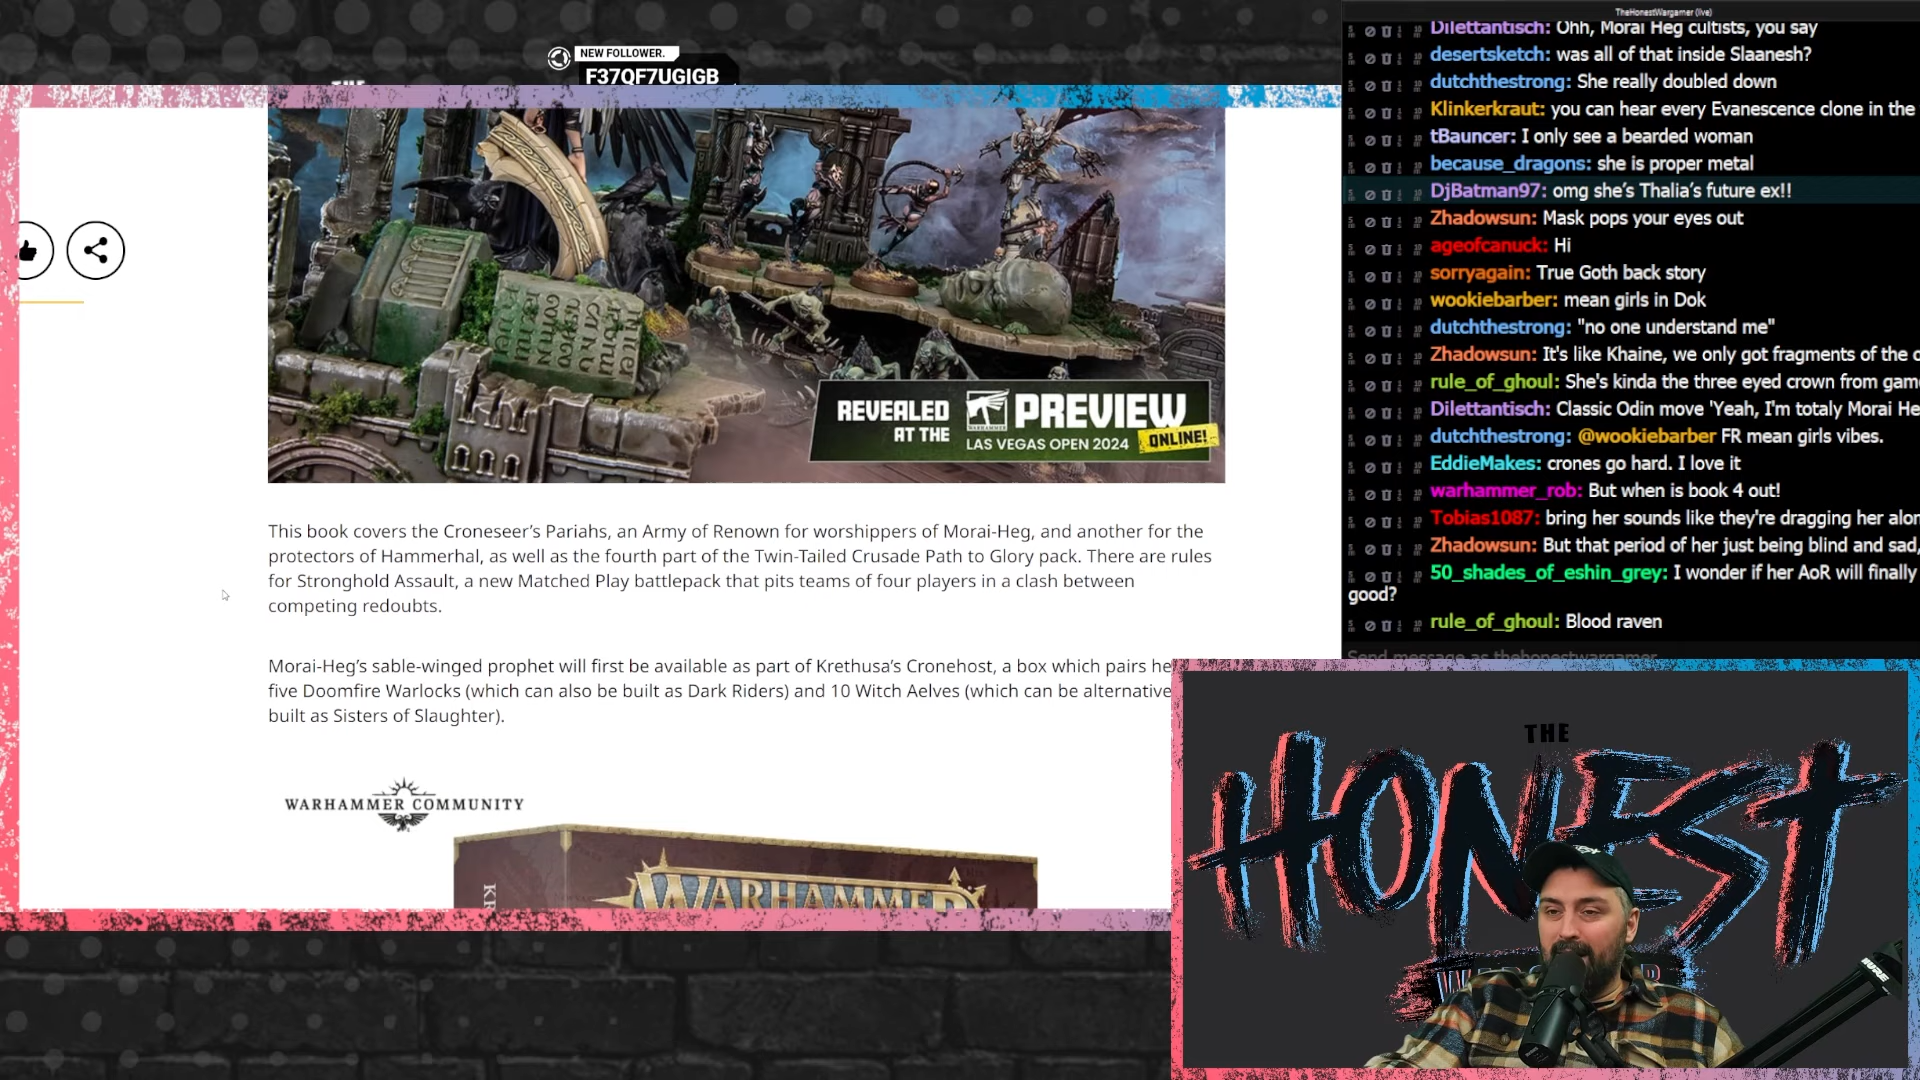 NEW FOLLOWER.
F37QF7UGIGB
THE
REVEALED
AT THE
PREVIEW
LAS VEGAS OPEN 2024
ONLINE!
This book covers the Croneseer’s Pariahs, an Army of Renown for worshippers of Morai-Heg, and another for the
protectors of Hammerhal, as well as the fourth part of the Twin-Tailed Crusade Path to Glory pack. There are rules
for Stronghold Assault, a new Matched Play battlepack that pits teams of four players in a clash between
competing redoubts.
Morai-Heg’s sable-winged prophet will first be available as part of Krethusa’s Cronehost, a box which pairs he
five Doomfire Warlocks (which can also be built as Dark Riders) and 10 Witch Aelves (which can be alternative
built as Sisters of Slaughter).
WARHAMMER COMMUNITY
WARHAMMER
TheHonestWargamer (live)
Dilettantisch: Ohh, Morai Heg cultists, you say
desertsketch: was all of that inside Slaanesh?
dutchthestrong: She really doubled down
Klinkerkraut: you can hear every Evanescence clone in the
tBauncer: I only see a bearded woman
because_dragons: she is proper metal
DjBatman97: omg she’s Thalia’s future ex!!
Zhadowsun: Mask pops your eyes out
ageofcanuck: Hi
sorryagain: True Goth back story
wookiebarber: mean girls in Dok
dutchthestrong: "no one understand me"
Zhadowsun: It's like Khaine, we only got fragments of the
rule_of_ghoul: She's kinda the three eyed crown from gam
Dilettantisch: Classic Odin move 'Yeah, I'm totaly Morai He
dutchthestrong: @wookiebarber FR mean girls vibes.
EddieMakes: crones go hard. I love it
warhammer_rob: But when is book 4 out!
Tobias1087: bring her sounds like they're dragging her alon
Zhadowsun: But that period of her just being blind and sad,
50_shades_of_eshin_grey: I wonder if her AoR will finally
good?
rule_of_ghoul: Blood raven
Send message as thehonestwargamer
THE
HONEST
SHURE